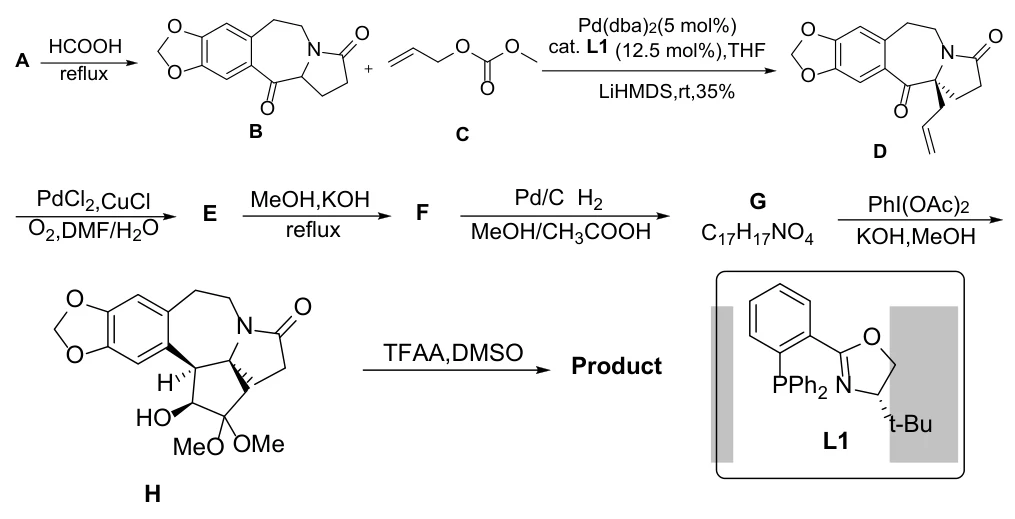 A
HCOOH
reflux
O
O
N
O
O
B
+
O
O
O
C
Pd(dba)2(5 mol%)
cat. L1 (12.5 mol%),THF
LiHMDS,rt,35%
O
O
N
O
O
D
PdCl2,CuCl
O2,DMF/H2O
E
MeOH,KOH
reflux
F
Pd/C H2
MeOH/CH3COOH
G
C17H17NO4
PhI(OAc)2
KOH,MeOH
O
O
N
O
H
HO
MeO
OMe
H
TFAA,DMSO
Product
O
N
PPh2
t-Bu
L1